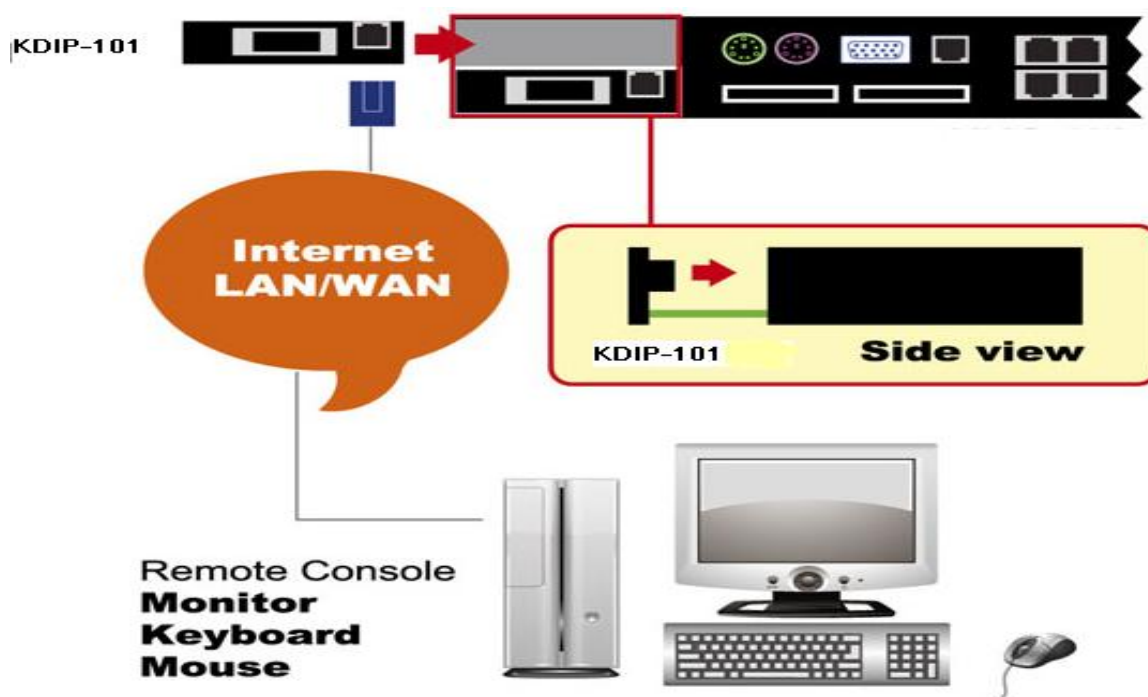 KDIP-101
Internet
LAN/WAN
KDIP-101
Side view
Remote Console
Monitor
Keyboard
Mouse